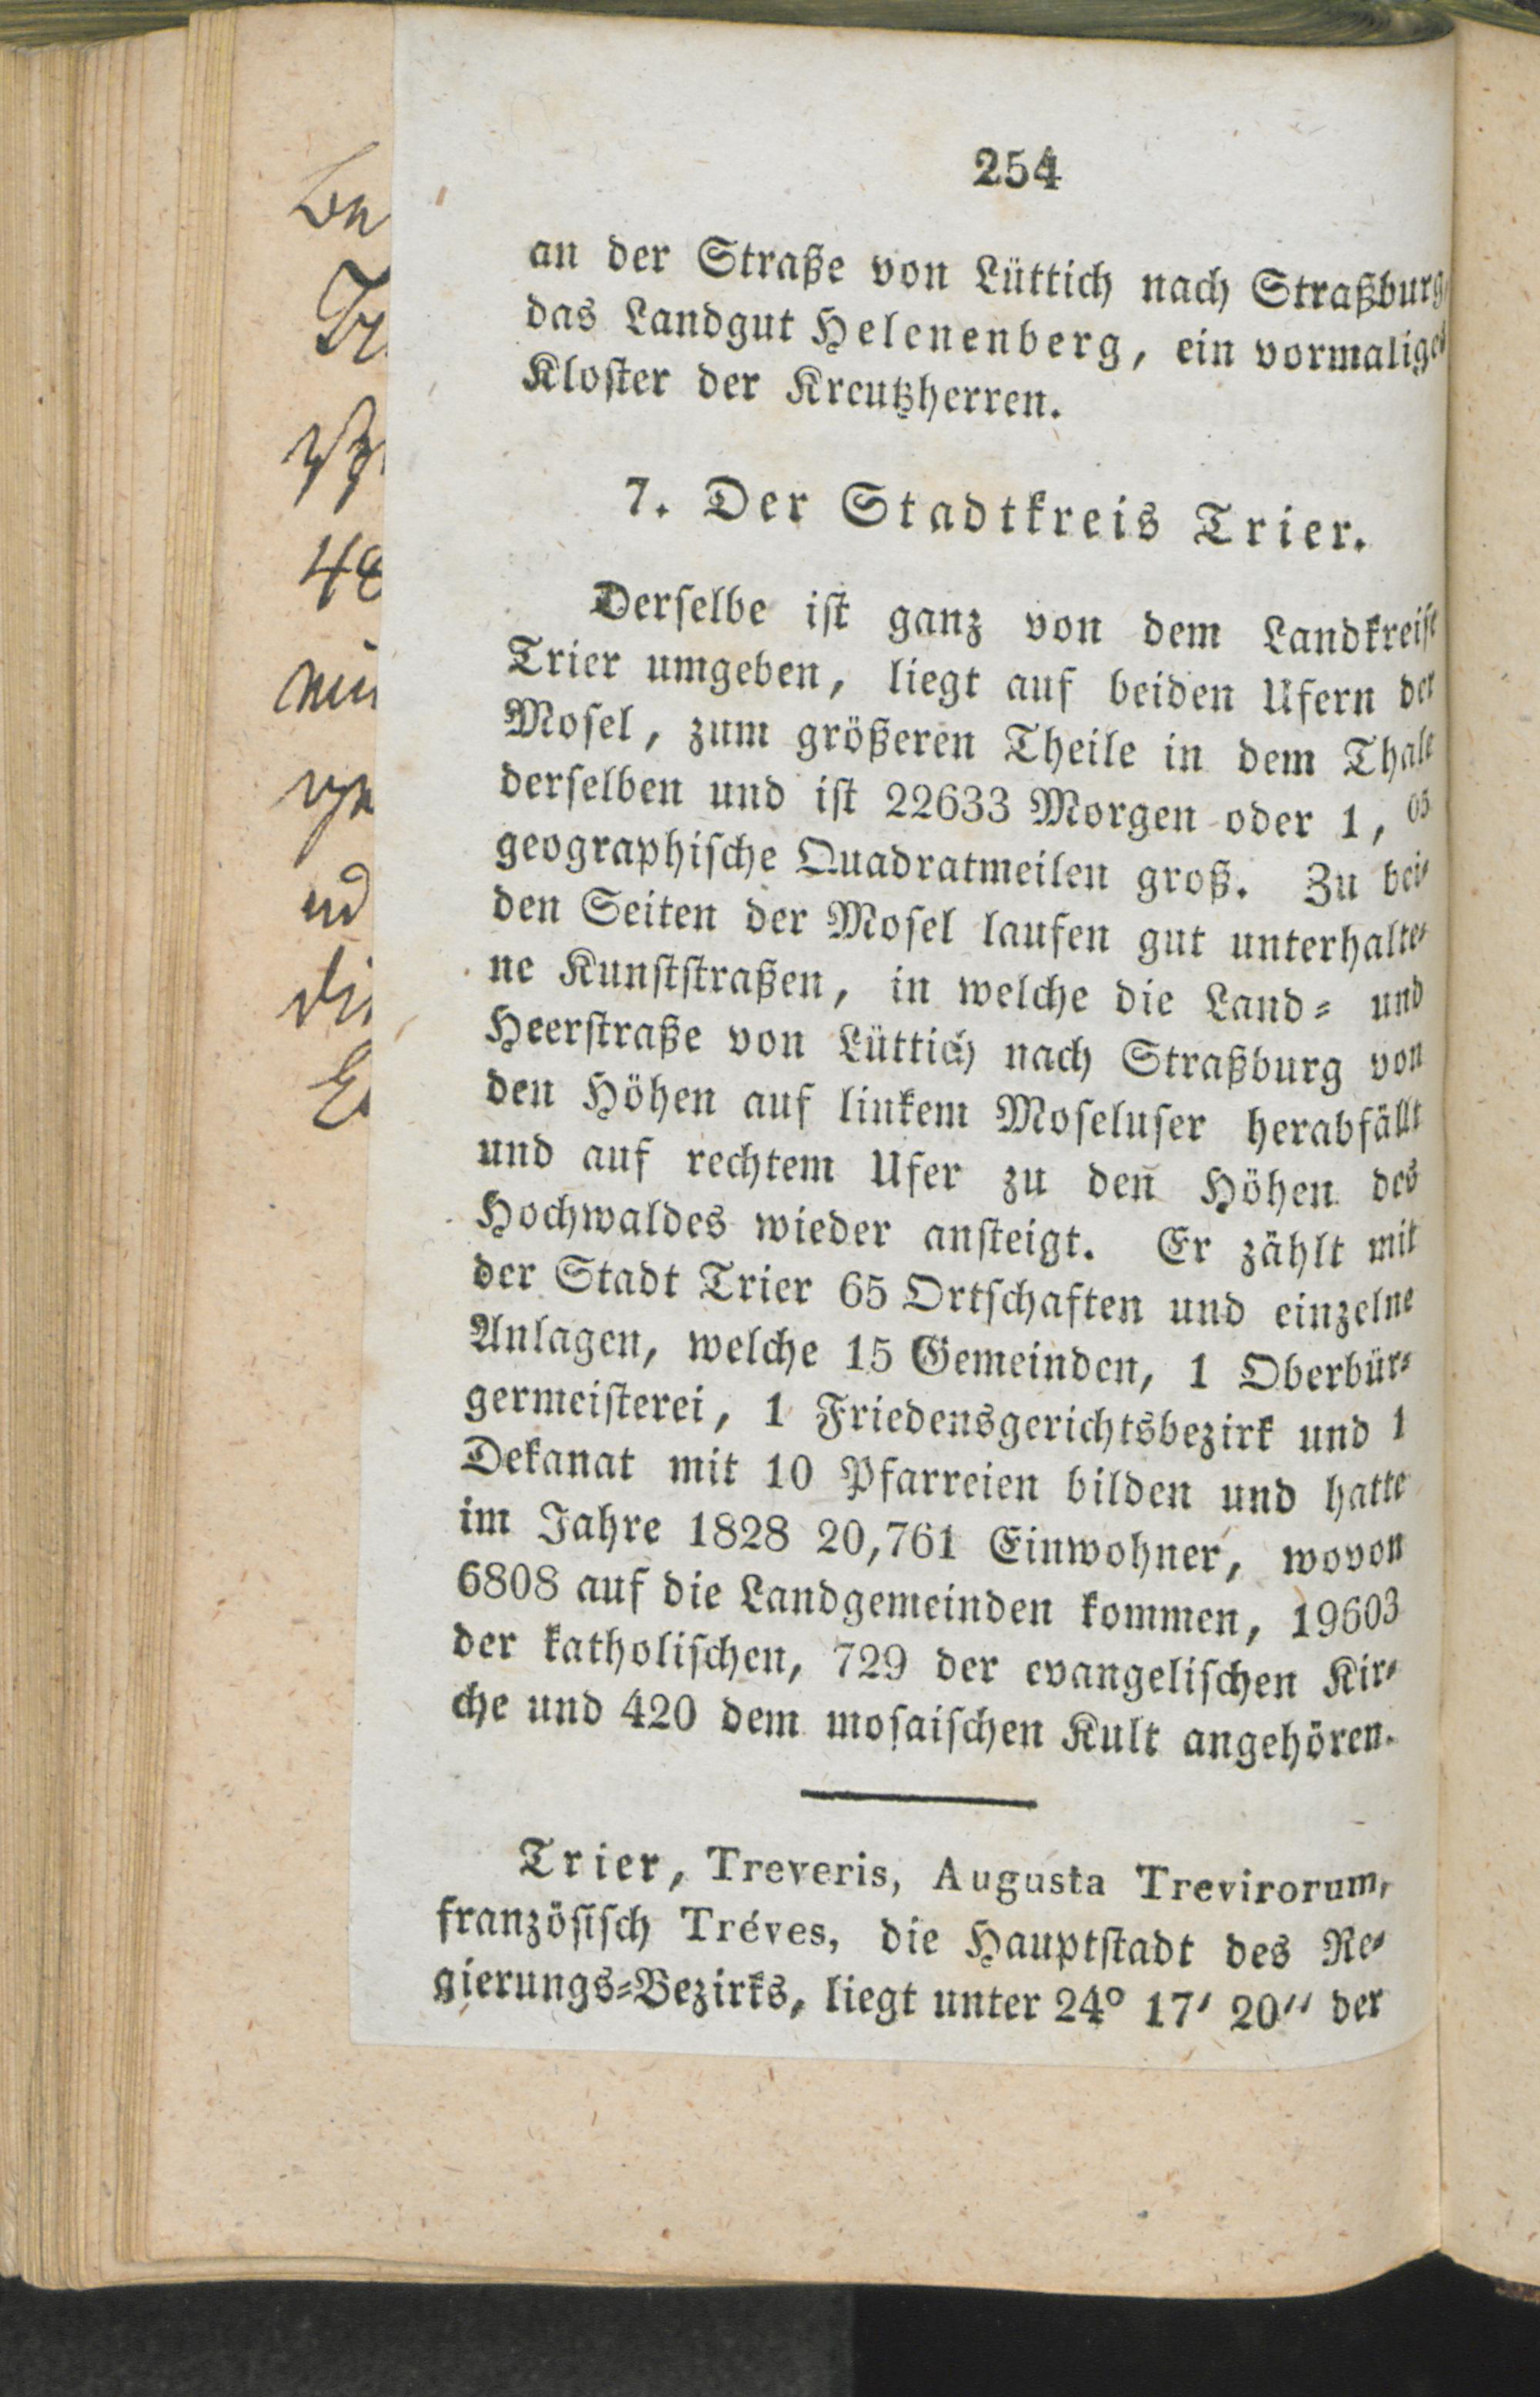 254
an der Straße von Lüttich nach Straßburg,
das Landgut Helenenberg, ein vormaliges
Kloster der Kreutzherren.
7. Der Stadtkreis Trier.
Derselbe ist ganz von dem Landkreise
Trier umgeben, liegt auf beiden Ufern der
Mosel, zum größeren Theile in dem Thale
derselben und ist 22633 Morgen oder 1, 05
geographische Quadratmeilen groß. Zu bei-
den Seiten der Mosel laufen gut unterhalte-
ne Kunststraßen, in welche die Land- und
Heerstraße von Lüttich nach Straßburg von
den Höhen auf linkem Moselufer herabfällt
und auf rechtem Ufer zu den Höhen des
Hochwaldes wieder ansteigt. Er zählt mit
der Stadt Trier 65 Ortschaften und einzelne
Anlagen, welche 15 Gemeinden, 1 Oberbür-
germeisterei, 1 Friedensgerichtsbezirk und 1
Dekanat mit 10 Pfarreien bilden und hatte
im Jahre 1828 20,761 Einwohner, wovon
6808 auf die Landgemeinden kommen, 19603
der katholischen, 729 der evangelischen Kir-
che und 420 dem mosaischen Kult angehören.
Trier, Treveris, Augusta Trevirorum,
französisch Tréves, die Hauptstadt des Re-
gierungs-Bezirks, liegt unter 24° 17' 20'' der